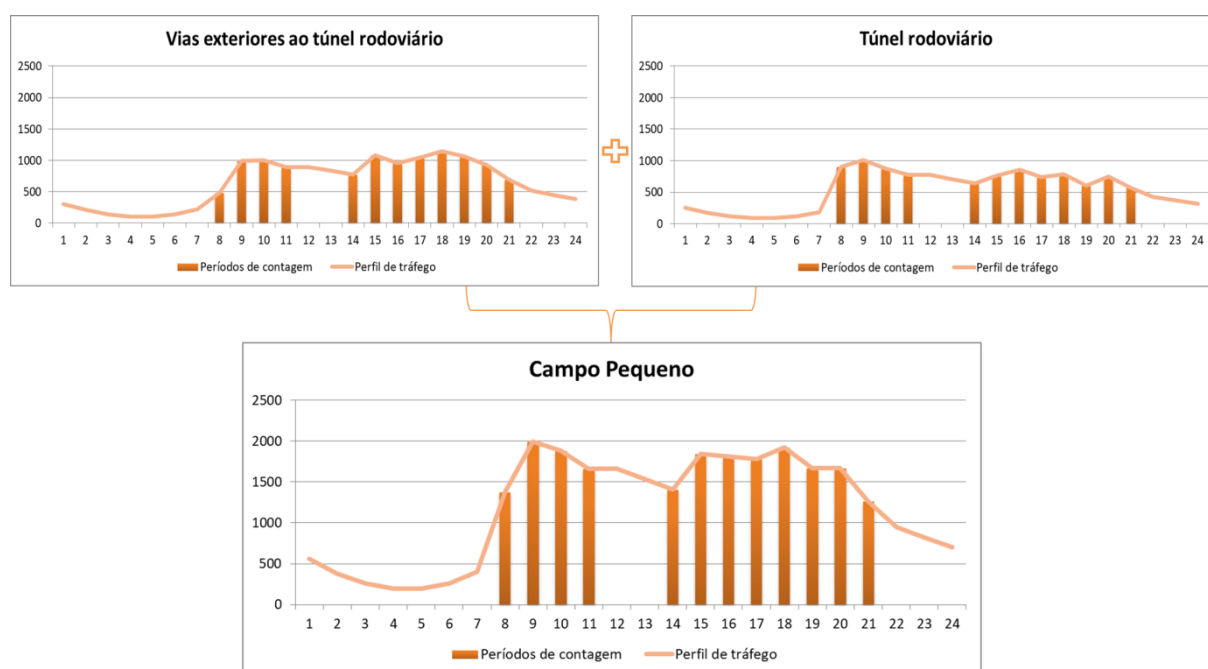 Vias exteriores ao túnel rodoviário
2500
2000
1500
1000
500
0
1 2 3 4 5 6 7 8 9 10 11 12 13 14 15 16 17 18 19 20 21 22 23 24
Períodos de contagem Perfil de tráfego
Túnel rodoviário
2500
2000
1500
1000
500
0
1 2 3 4 5 6 7 8 9 10 11 12 13 14 15 16 17 18 19 20 21 22 23 24
Períodos de contagem Perfil de tráfego
Campo Pequeno
2500
2000
1500
1000
500
0
1 2 3 4 5 6 7 8 9 10 11 12 13 14 15 16 17 18 19 20 21 22 23 24
Períodos de contagem Perfil de tráfego